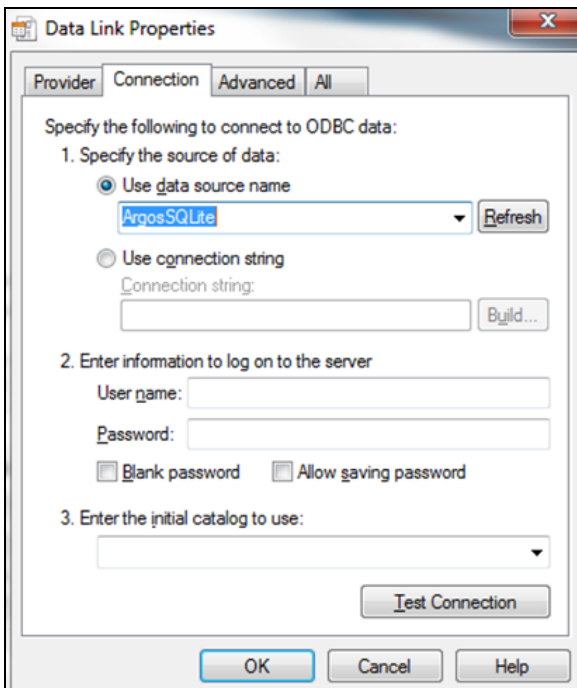 Data Link Properties
X
Provider Connection Advanced All
Specify the following to connect to ODBC data:
1. Specify the source of data:
Use data source name
ArgosSQLite Refresh
Use connection string
Connection string:
Build...
2. Enter information to log on to the server
User name:
Password:
Blank password Allow saving password
3. Enter the initial catalog to use:
Test Connection
OK Cancel Help